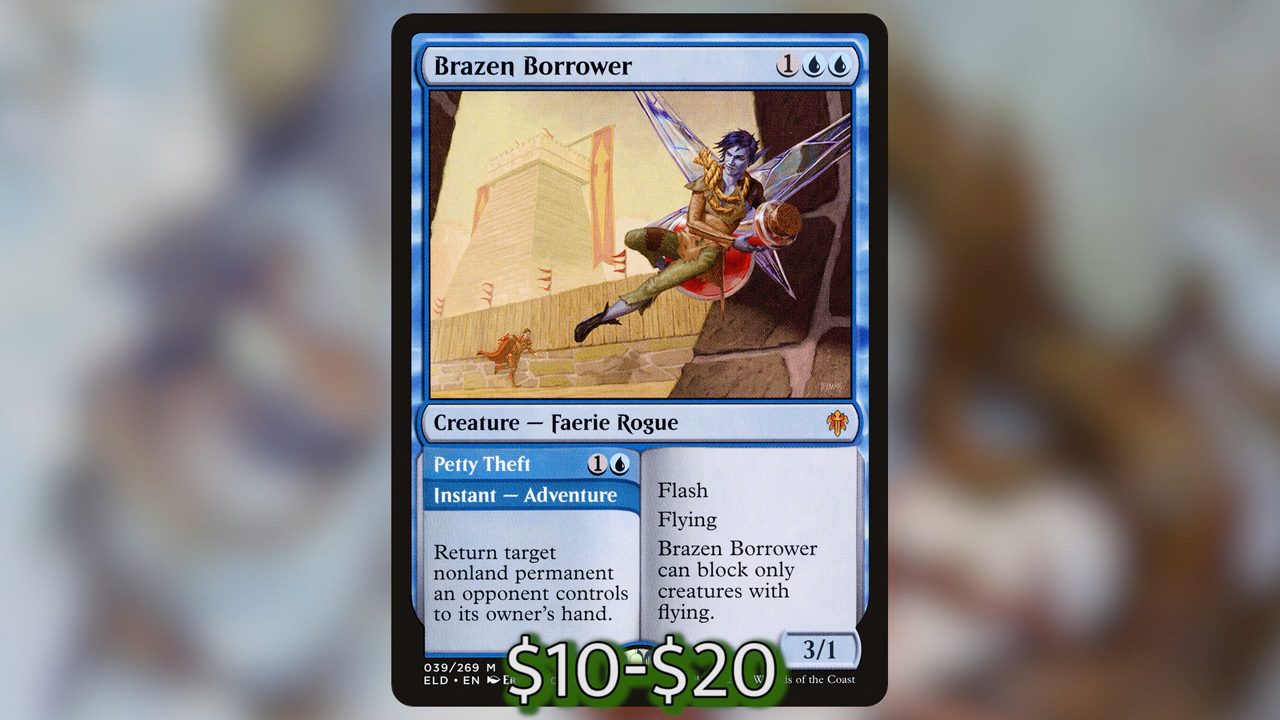 Brazen Borrower 1
Creature — Faerie Rogue
Petty Theft 1
Instant — Adventure
Return target
nonland permanent
an opponent controls
to its owner's hand.
Flash
Flying
Brazen Borrower
can block only
creatures with
flying.
3/1
039/269 M
ELD • EN
of the Coast
$10-$20